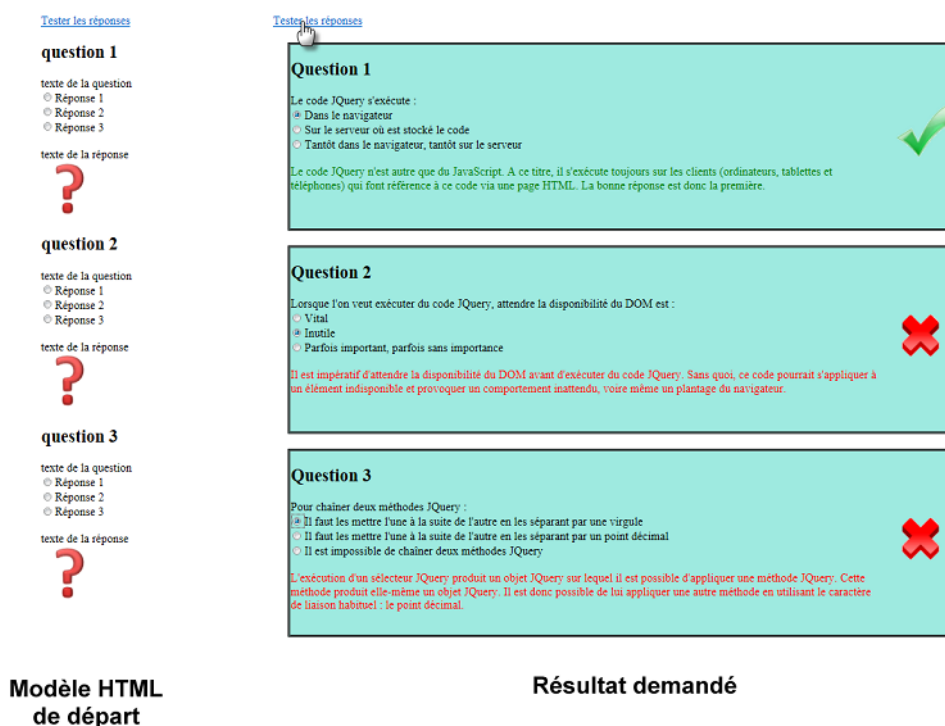 Tester les réponses
question 1
texte de la question
Réponse 1
Réponse 2
Réponse 3
texte de la réponse
question 2
texte de la question
Réponse 1
Réponse 2
Réponse 3
texte de la réponse
question 3
texte de la question
Réponse 1
Réponse 2
Réponse 3
texte de la réponse
Modèle HTML
de départ
Tester les réponses
Question 1
Le code JQuery s'exécute :
Dans le navigateur
Sur le serveur où est stocké le code
Tantôt dans le navigateur, tantôt sur le serveur
Le code JQuery n'est autre que du JavaScript. A ce titre, il s'exécute toujours sur les clients (ordinateurs, tablettes et
téléphones) qui font référence à ce code via une page HTML. La bonne réponse est donc la première.
Question 2
Lorsque l'on veut exécuter du code JQuery, attendre la disponibilité du DOM est :
Vital
Inutile
Parfois important, parfois sans importance
Il est impératif d'attendre la disponibilité du DOM avant d'exécuter du code JQuery. Sans quoi, ce code pourrait s'appliquer à
un élément indisponible et provoquer un comportement inattendu, voire même un plantage du navigateur.
Question 3
Pour chaîner deux méthodes JQuery :
Il faut les mettre l'une à la suite de l'autre en les séparant par une virgule
Il faut les mettre l'une à la suite de l'autre en les séparant par un point décimal
Il est impossible de chaîner deux méthodes JQuery
L'exécution d'un sélecteur JQuery produit un objet JQuery sur lequel il est possible d'appliquer une méthode JQuery. Cette
méthode produit elle-même un objet JQuery. Il est donc possible de lui appliquer une autre méthode en utilisant le caractère
de liaison habituel : le point décimal.
Résultat demandé